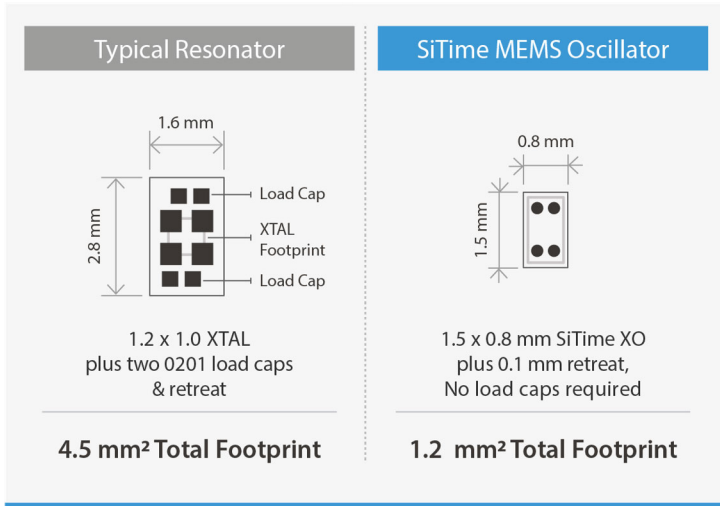 Typical Resonator
1.6 mm
2.8 mm
Load Cap
XTAL
Footprint
Load Cap
1.2 x 1.0 XTAL
plus two 0201 load caps
& retreat
4.5 mm² Total Footprint
SiTime MEMS Oscillator
0.8 mm
1.5 mm
1.5 x 0.8 mm SiTime XO
plus 0.1 mm retreat,
No load caps required
1.2 mm² Total Footprint